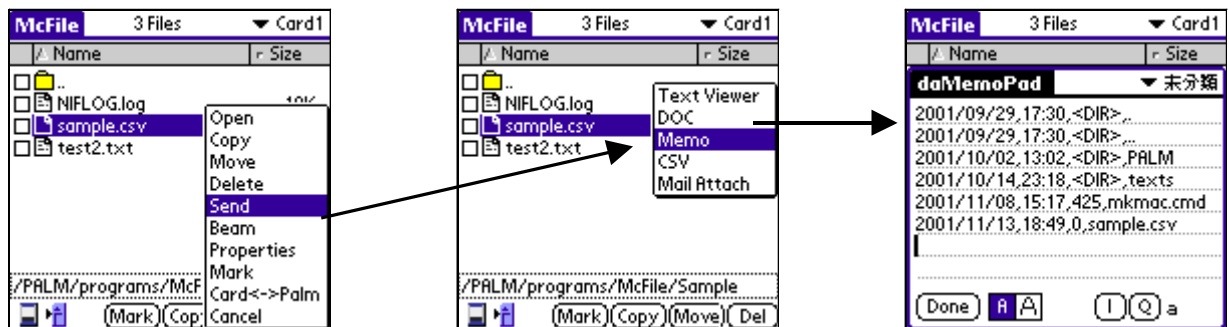 McFile 3 Files Card1
Name Size
..
NIFLOG.log
sample.csv
test2.txt
Open
Copy
Move
Delete
Send
Beam
Properties
Mark
Card<->Palm
Cancel
/PALM/programs/McF
Mark Cop
McFile 3 Files Card1
Name Size
..
NIFLOG.log
sample.csv
test2.txt
Text Viewer
DOC
Memo
CSV
Mail Attach
/PALM/programs/McFile/Sample
Mark Copy Move Del
McFile 3 Files Card1
Name Size
daMemoPad 未分類
2001/09/29,17:30,<DIR>,.
2001/09/29,17:30,<DIR>,..
2001/10/02,13:02,<DIR>,PALM
2001/10/14,23:18,<DIR>,texts
2001/11/08,15:17,425,mkmac.cmd
2001/11/13,18:49,0,sample.csv
Done A A I Q a